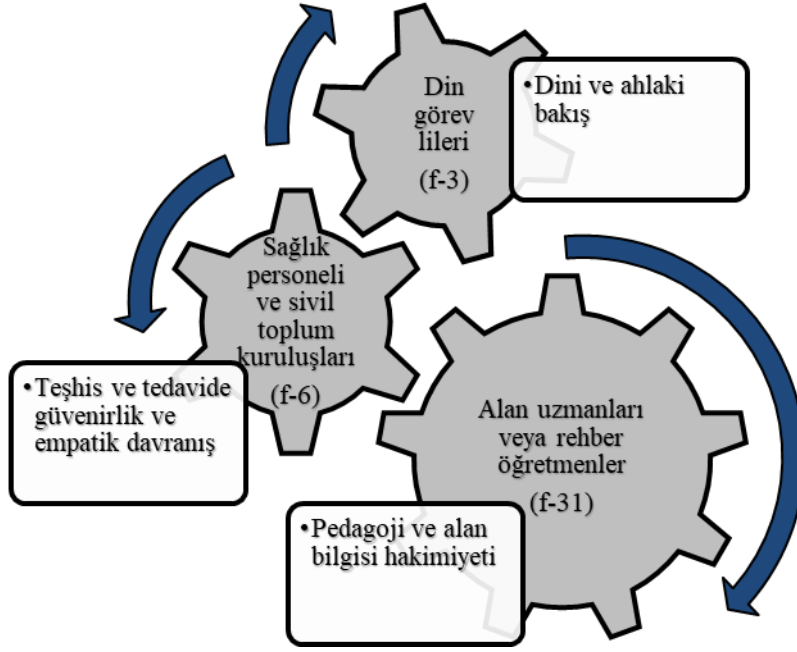 Din
görev
lileri
(f-3)
•Dini ve ahlaki
bakış
Sağlık
personeli
ve sivil
toplum
kuruluşları
(f-6)
•Teşhis ve tedavide
güvenirlik ve
empatik davranış
Alan uzmanları
veya rehber
öğretmenler
(f-31)
•Pedagoji ve alan
bilgisi hakimiyeti